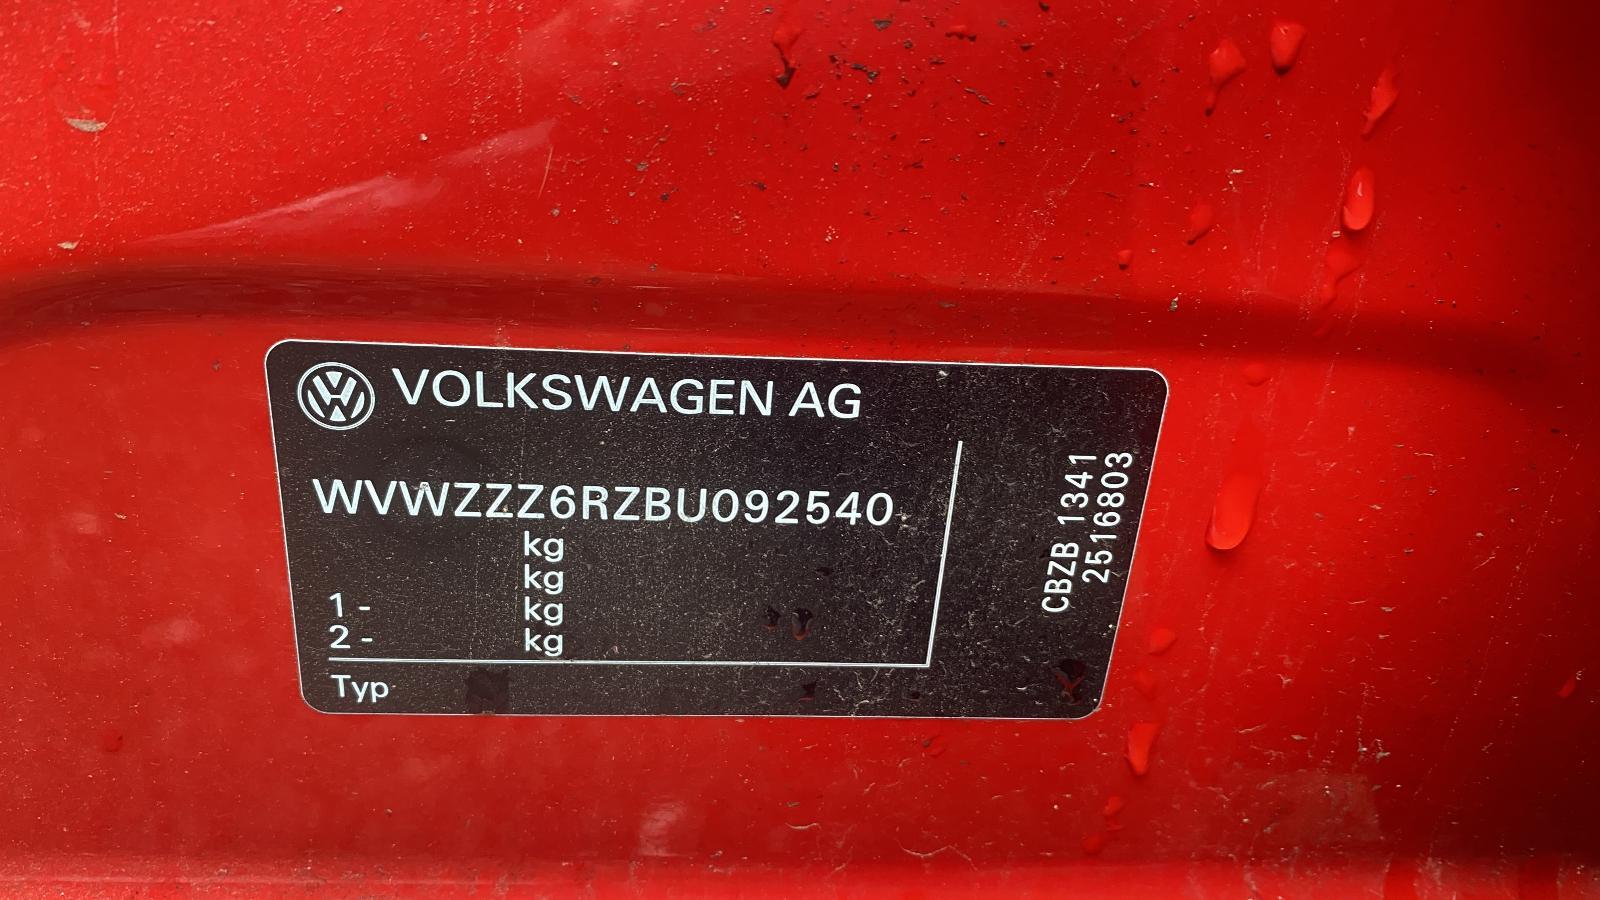 VOLKSWAGEN AG
WVWZZZ6RZBU092540
kg
kg
1 - kg
2 - kg
Typ
CBZB 1341
2516803